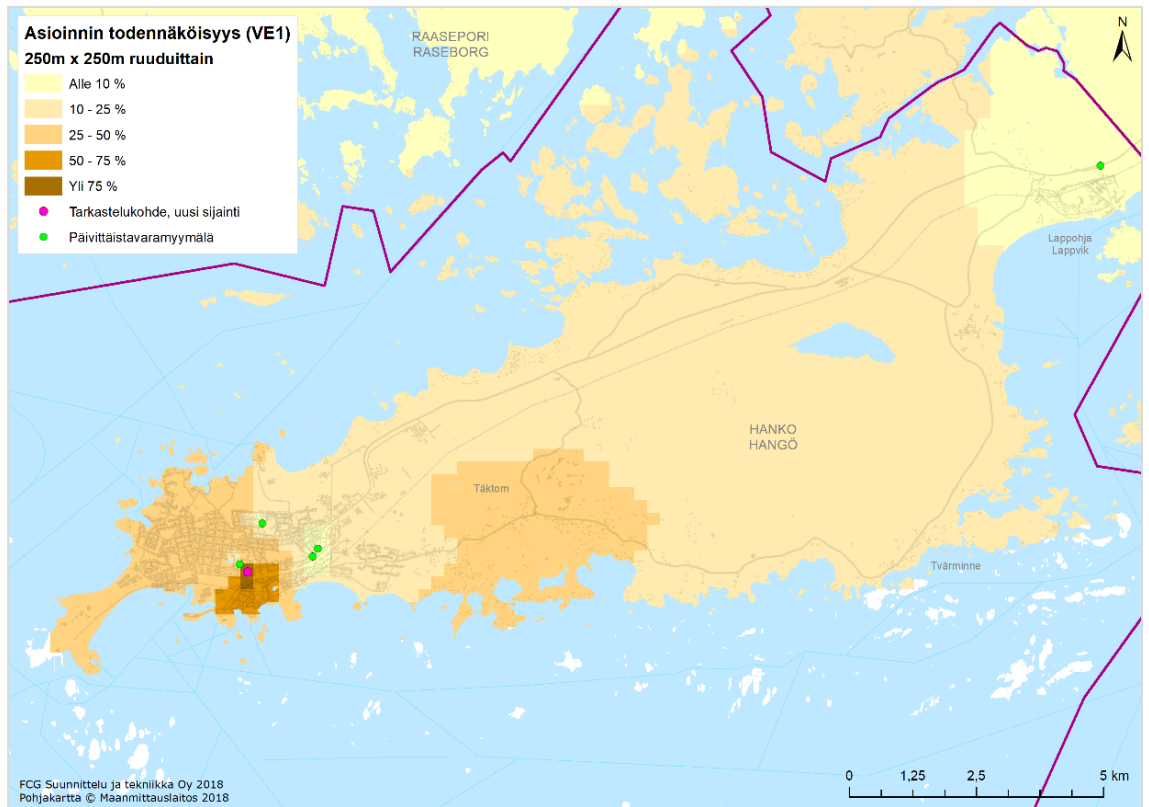 Asioinnin todennäköisyys (VE1)
250m x 250m ruuduittain
Alle 10 %
10 - 25 %
25 - 50 %
50 - 75 %
Yli 75 %
Tarkastelukohde, uusi sijainti
Päivittäistavaramyymälä
RAASEPORI
RASEBORG
N
Lappohja
Lappvik
HANKO
HANGÖ
Täktom
Tvärminne
FCG Suunnittelu ja tekniikka Oy 2018
Pohjakartta © Maanmittauslaitos 2018
0 1,25 2,5 5 km